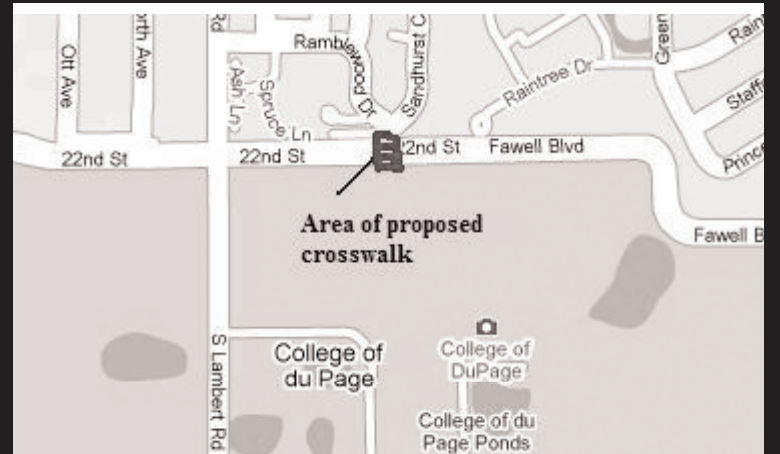 Ott Ave
orth Ave
Rd
Ramblewood Dr
Sandhurst C
Green
Rain
Ash Ln
Spruce Ln
Raintree Dr
Staff
Prince
22nd St
22nd St
22nd St
Fawell Blvd
Area of proposed
crosswalk
Fawell B
S Lambert Rd
College of
du Page
College of
DuPage
College of du
Page Ponds